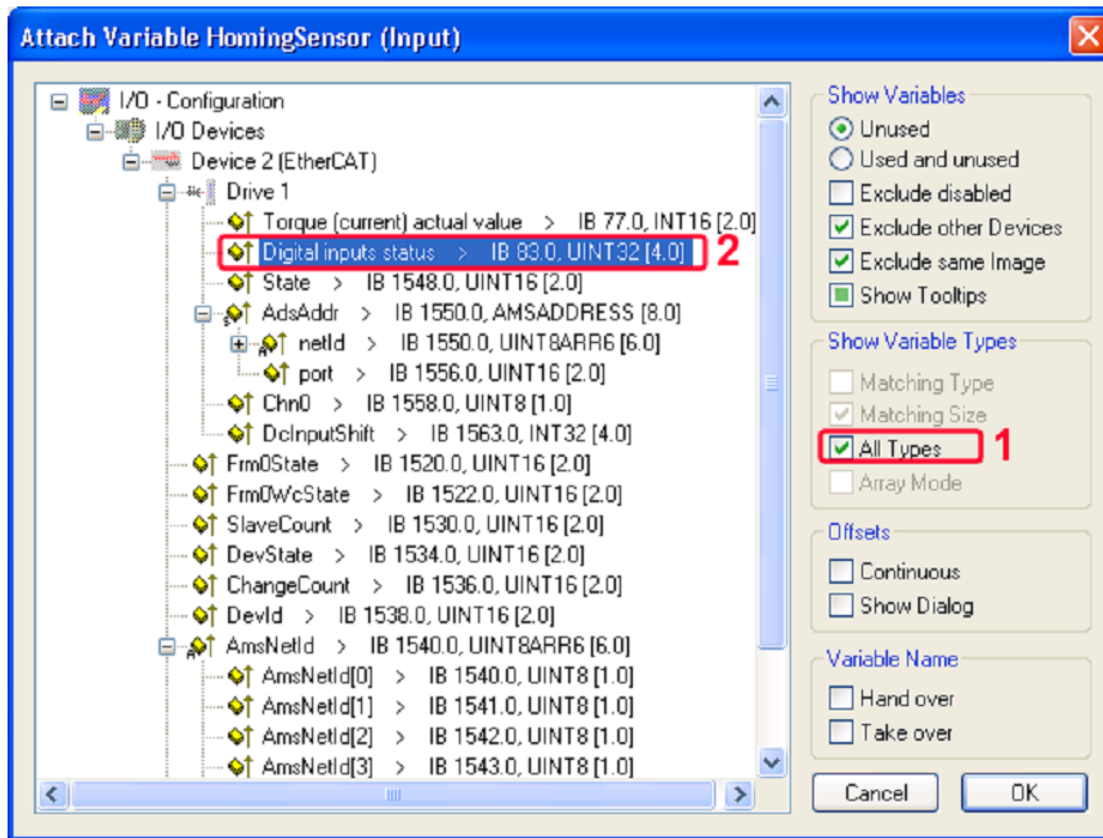 Attach Variable HomingSensor (Input)
I/O - Configuration
I/O Devices
Device 2 (EtherCAT)
Drive 1
Torque (current) actual value > IB 77.0, INT16 [2.0]
Digital inputs status > IB 83.0, UINT32 [4.0]
2
State > IB 1548.0, UINT16 [2.0]
AdsAddr > IB 1550.0, AMSADDRESS [8.0]
netId > IB 1550.0, UINT8ARR6 [6.0]
port > IB 1556.0, UINT16 [2.0]
Chn0 > IB 1558.0, UINT8 [1.0]
DcInputShift > IB 1563.0, INT32 [4.0]
Frm0State > IB 1520.0, UINT16 [2.0]
Frm0WcState > IB 1522.0, UINT16 [2.0]
SlaveCount > IB 1530.0, UINT16 [2.0]
DevState > IB 1534.0, UINT16 [2.0]
ChangeCount > IB 1536.0, UINT16 [2.0]
DevId > IB 1538.0, UINT16 [2.0]
AmsNetId > IB 1540.0, UINT8ARR6 [6.0]
AmsNetId[0] > IB 1540.0, UINT8 [1.0]
AmsNetId[1] > IB 1541.0, UINT8 [1.0]
AmsNetId[2] > IB 1542.0, UINT8 [1.0]
AmsNetId[3] > IB 1543.0, UINT8 [1.0]
Show Variables
Unused
Used and unused
Exclude disabled
Exclude other Devices
Exclude same Image
Show Tooltips
Show Variable Types
Matching Type
Matching Size
All Types
1
Array Mode
Offsets
Continuous
Show Dialog
Variable Name
Hand over
Take over
Cancel
OK